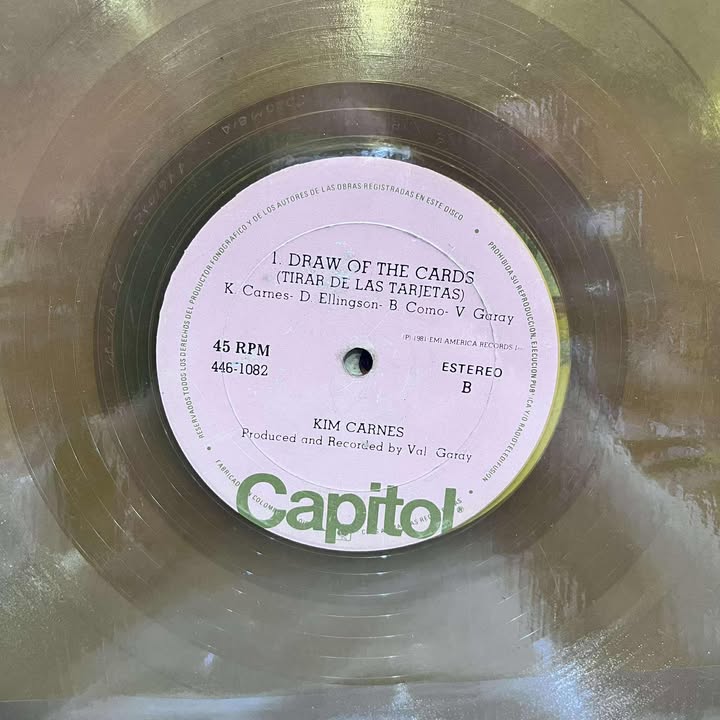 RESERVADOS TODOS LOS DERECHOS DEL PRODUCTOR FONOGRAFICO Y DE LOS AUTORES DE LAS OBRAS REGISTRADAS EN ESTE DISCO
PROHIBIDA SU REPRODUCCION, EJECUCION PUBLICA Y/O RADIOTELEDIFUSION
1. DRAW OF THE CARDS
(TIRAR DE LAS TARJETAS)
K. Carnes- D. Ellingson- B. Como- V. Garay
(P) 1981 EMI AMERICA RECORDS
45 RPM
446-1082
ESTEREO
B
KIM CARNES
Produced and Recorded by Val Garay
FABRICADO COLOMBIA
Capitol®